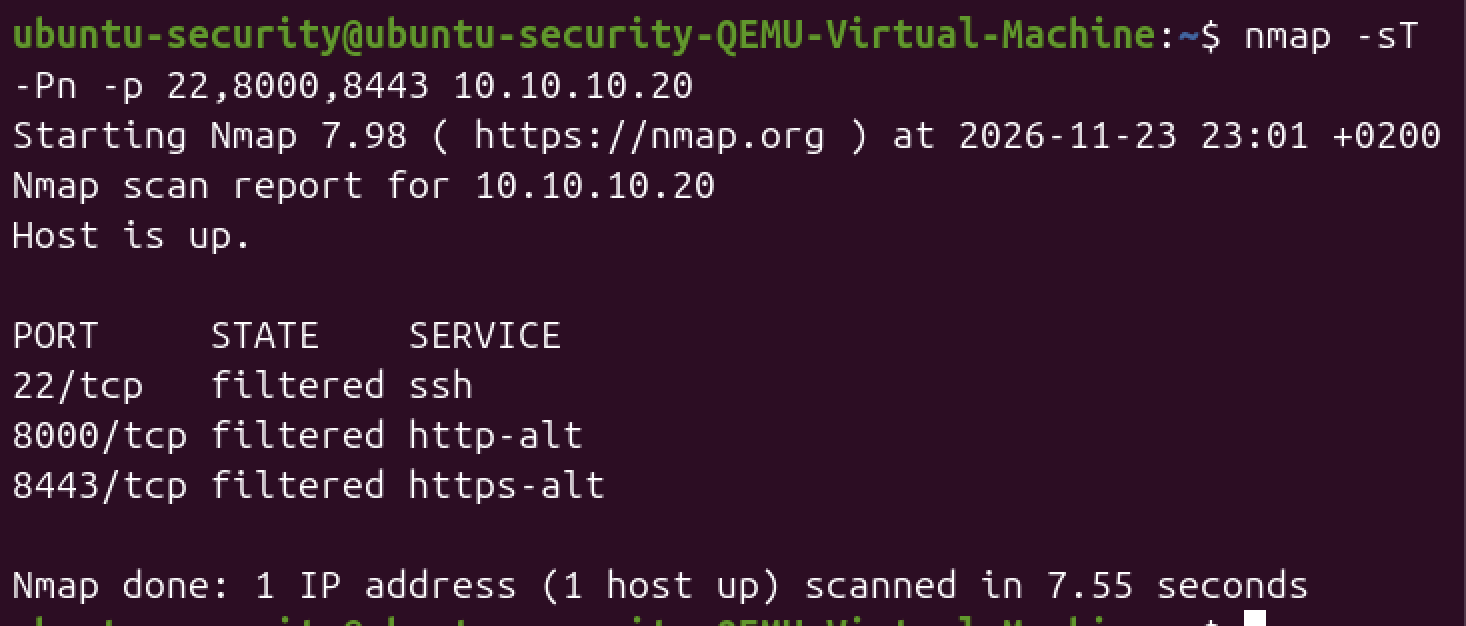 ubuntu-security@ubuntu-security-QEMU-Virtual-Machine:~$ nmap -sT
-Pn -p 22,8000,8443 10.10.10.20
Starting Nmap 7.98 ( https://nmap.org ) at 2026-11-23 23:01 +0200
Nmap scan report for 10.10.10.20
Host is up.

PORT     STATE    SERVICE
22/tcp   filtered ssh
8000/tcp filtered http-alt
8443/tcp filtered https-alt

Nmap done: 1 IP address (1 host up) scanned in 7.55 seconds